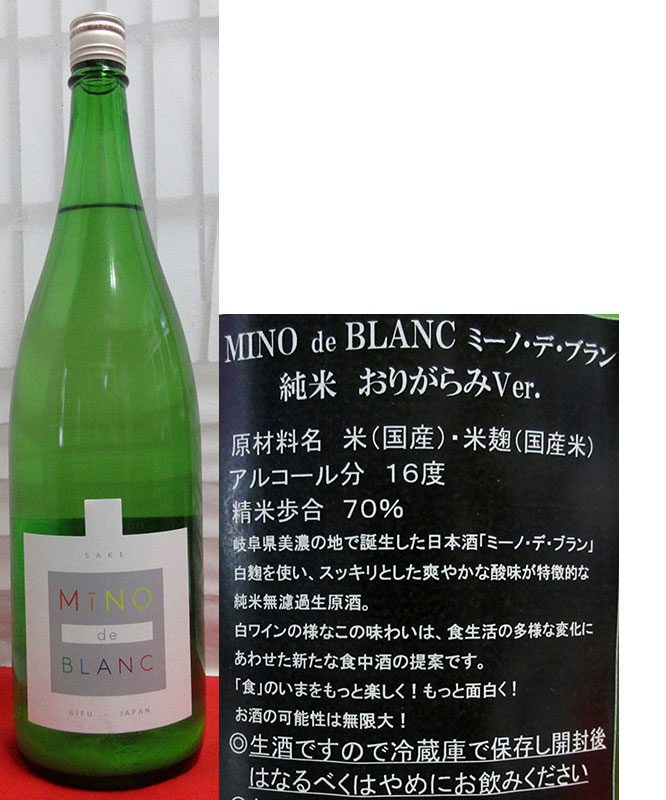 SAKE
MīNO
de
BLANC
GIFU - JAPAN
MINO de BLANC ミーノ・デ・ブラン
純米 おりがらみVer.
原材料名 米(国産)・米麹(国産米)
アルコール分 16度
精米歩合 70%
岐阜県美濃の地で誕生した日本酒「ミーノ・デ・ブラン」
白麹を使い、スッキリとした爽やかな酸味が特徴的な
純米無濾過生原酒。
白ワインの様なこの味わいは、食生活の多様な変化に
あわせた新たな食中酒の提案です。
「食」のいまをもっと楽しく!もっと面白く!
お酒の可能性は無限大!
◎生酒ですので冷蔵庫で保存し開封後
はなるべくはやめにお飲みください